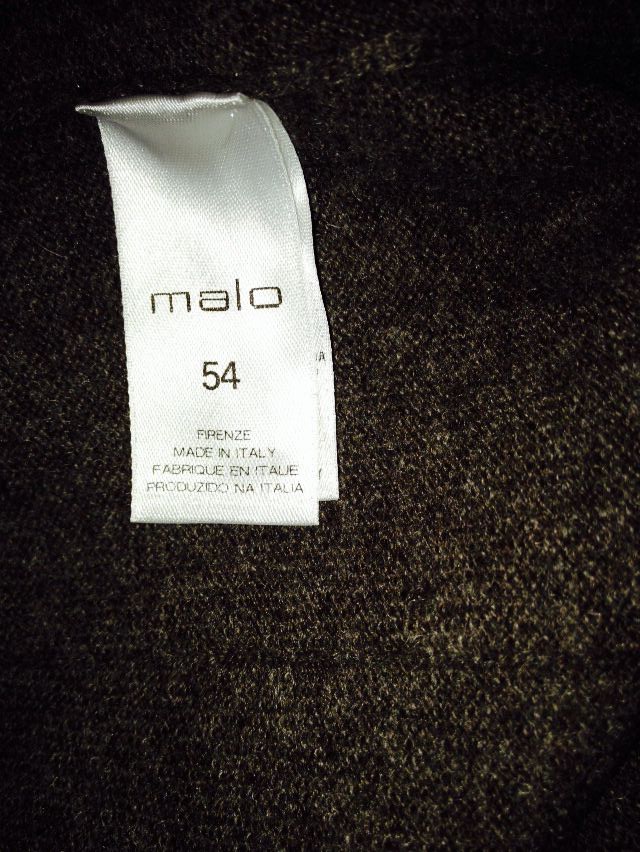 malo
54
FIRENZE
MADE IN ITALY
FABRIQUE EN ITALIE
PRODUZIDO NA ITALIA